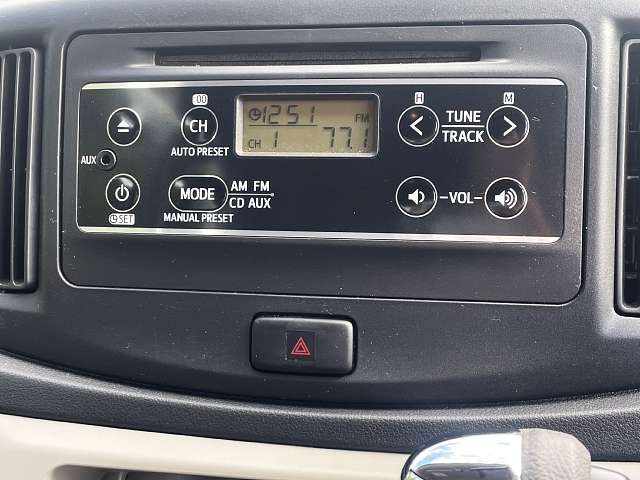 :00
CH
AUTO PRESET
AUX
SET
MODE
AM FM
CD AUX
MANUAL PRESET
12:51
FM
CH 1 77.1
H
M
TUNE
TRACK
VOL